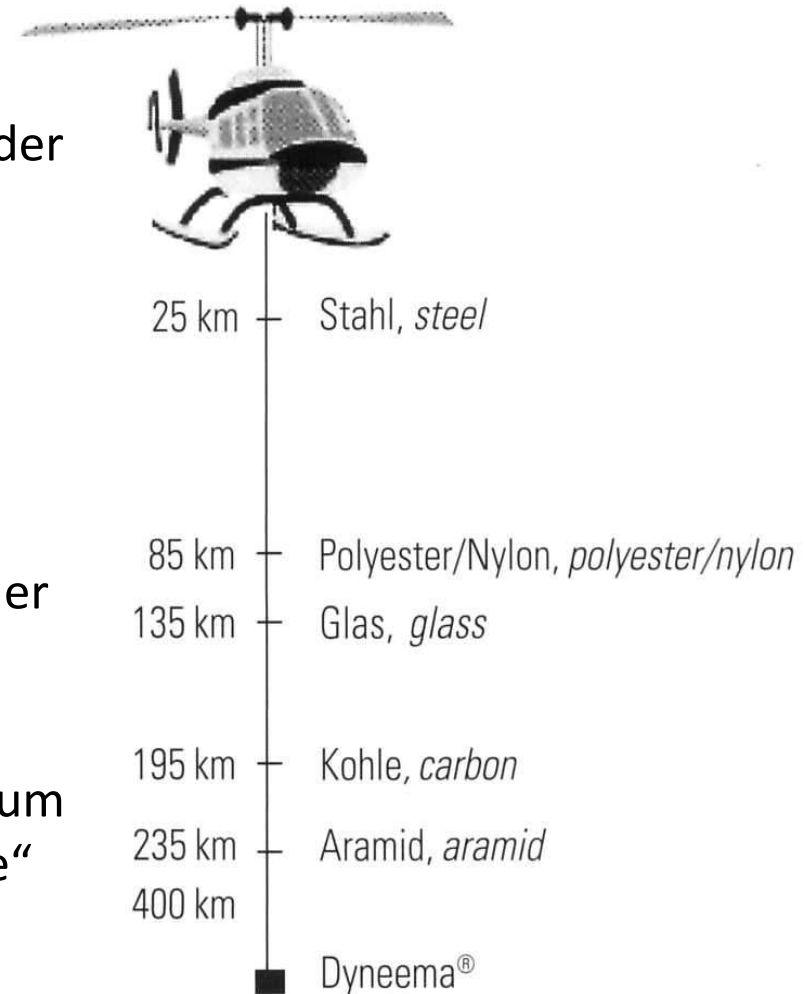 der
25 km Stahl, steel
85 km Polyester/Nylon, polyester/nylon
er
135 km Glas, glass
195 km Kohle, carbon
um
235 km Aramid, aramid
e“
400 km
Dyneema®